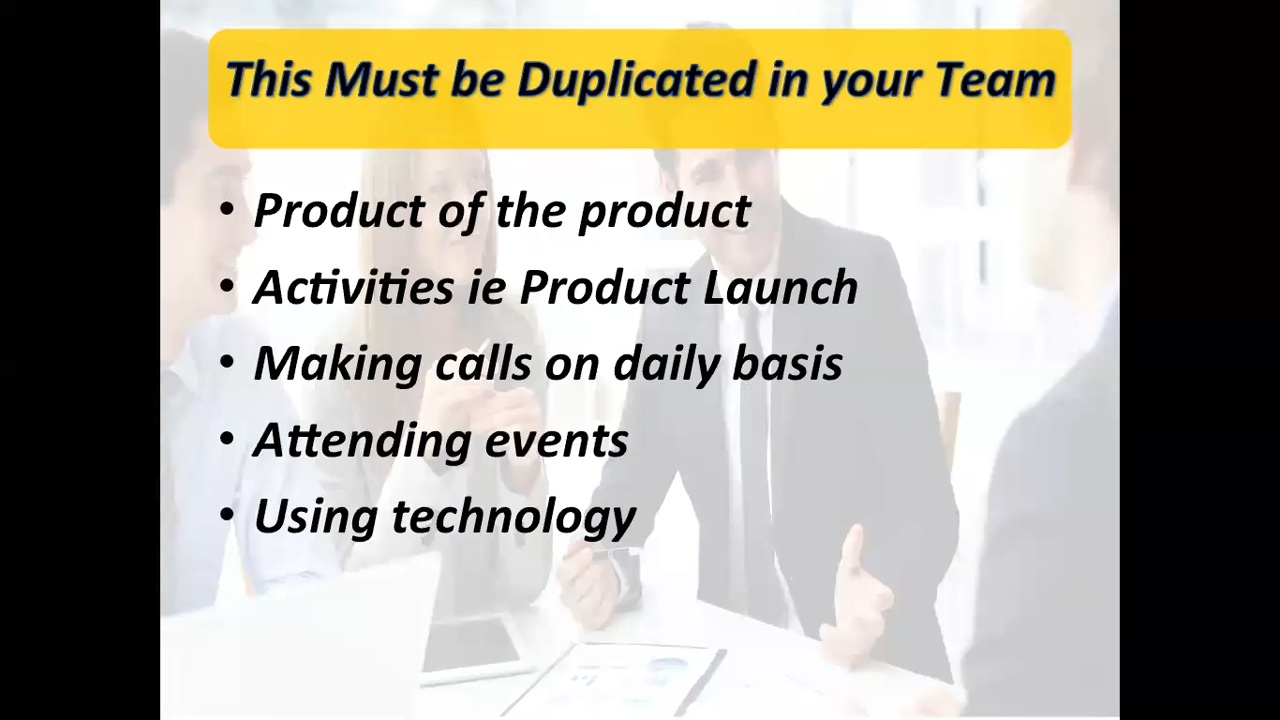 This Must be Duplicated in your Team
• Product of the product
• Activities ie Product Launch
• Making calls on daily basis
• Attending events
• Using technology